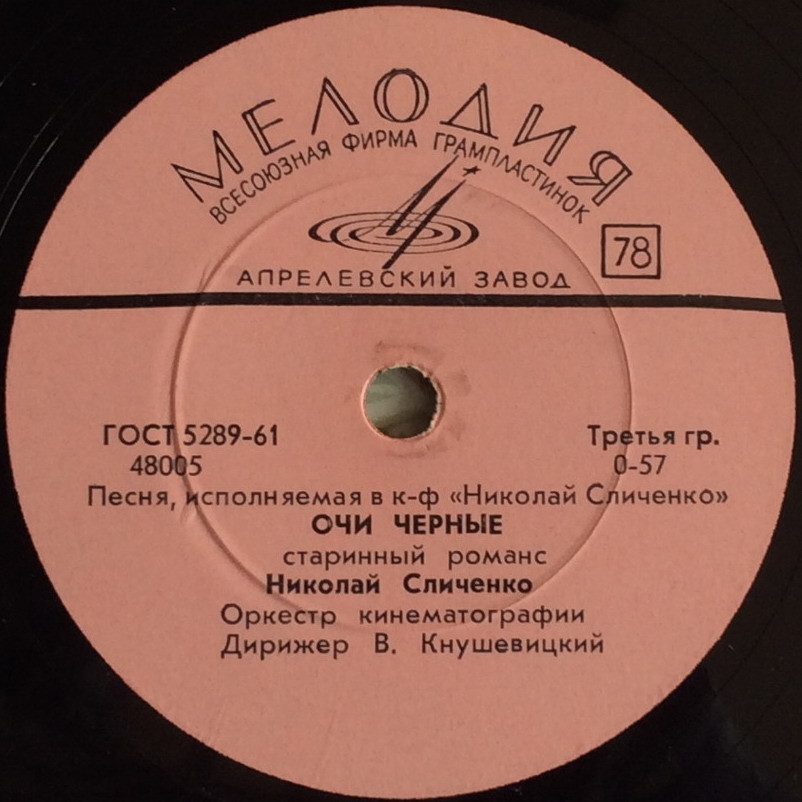 МЕЛОДИЯ
ВСЕСОЮЗНАЯ ФИРМА ГРАМПЛАСТИНОК
78
АПРЕЛЕВСКИЙ ЗАВОД
ГОСТ 5289-61 Третья гр.
48005 0-57
Песня, исполняемая в к-ф «Николай Сличенко»
ОЧИ ЧЕРНЫЕ
старинный романс
Николай Сличенко
Оркестр кинематографии
Дирижер В. Кнушевицкий